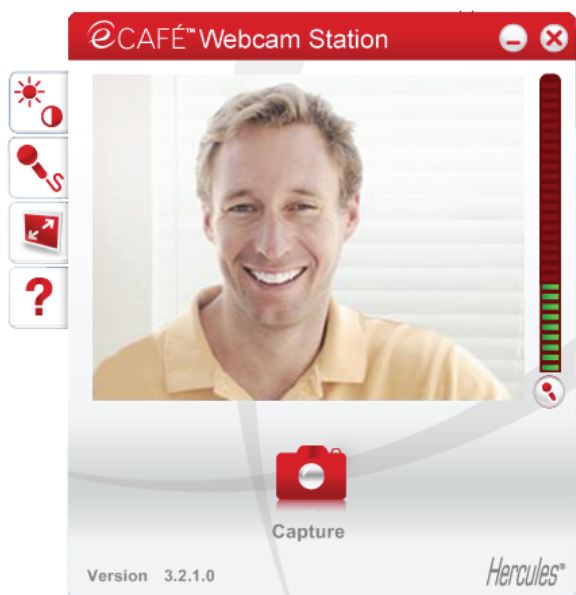 eCAFÉ™ Webcam Station
?
Capture
Version 3.2.1.0
Hercules®